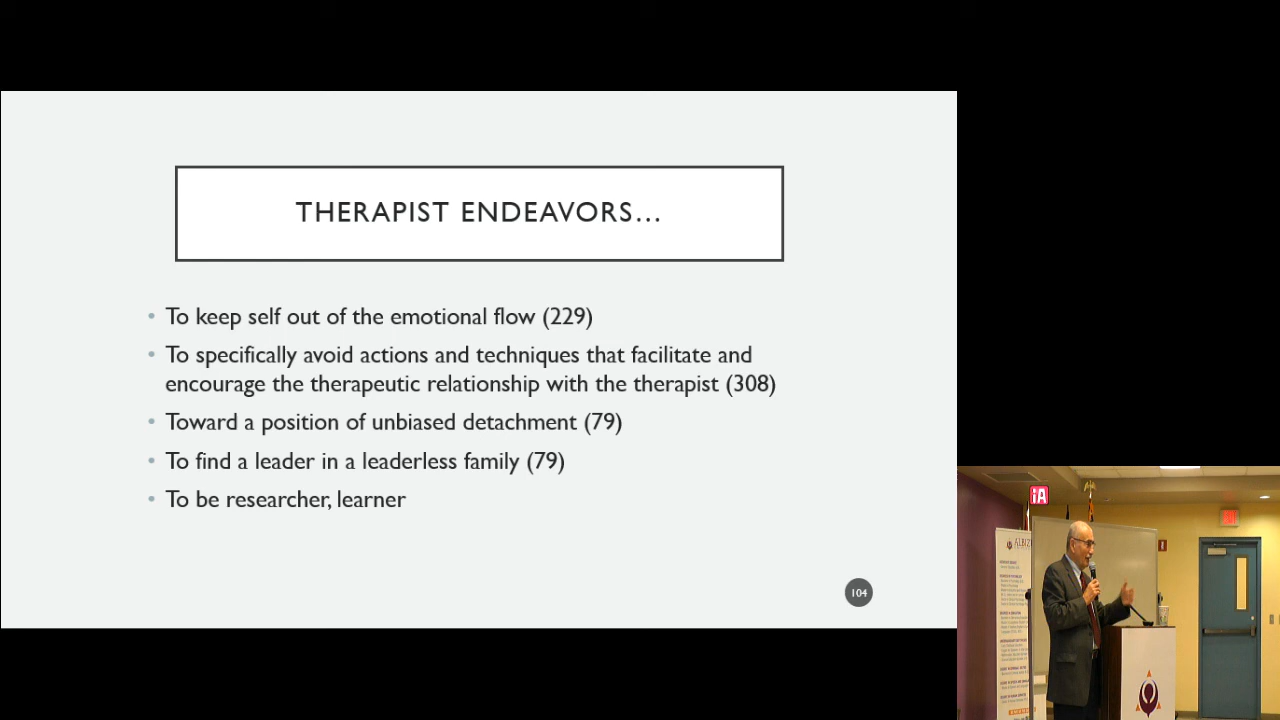 THERAPIST ENDEAVORS...
• To keep self out of the emotional flow (229)
• To specifically avoid actions and techniques that facilitate and
encourage the therapeutic relationship with the therapist (308)
• Toward a position of unbiased detachment (79)
• To find a leader in a leaderless family (79)
• To be researcher, learner
104
iA
ALBIZ